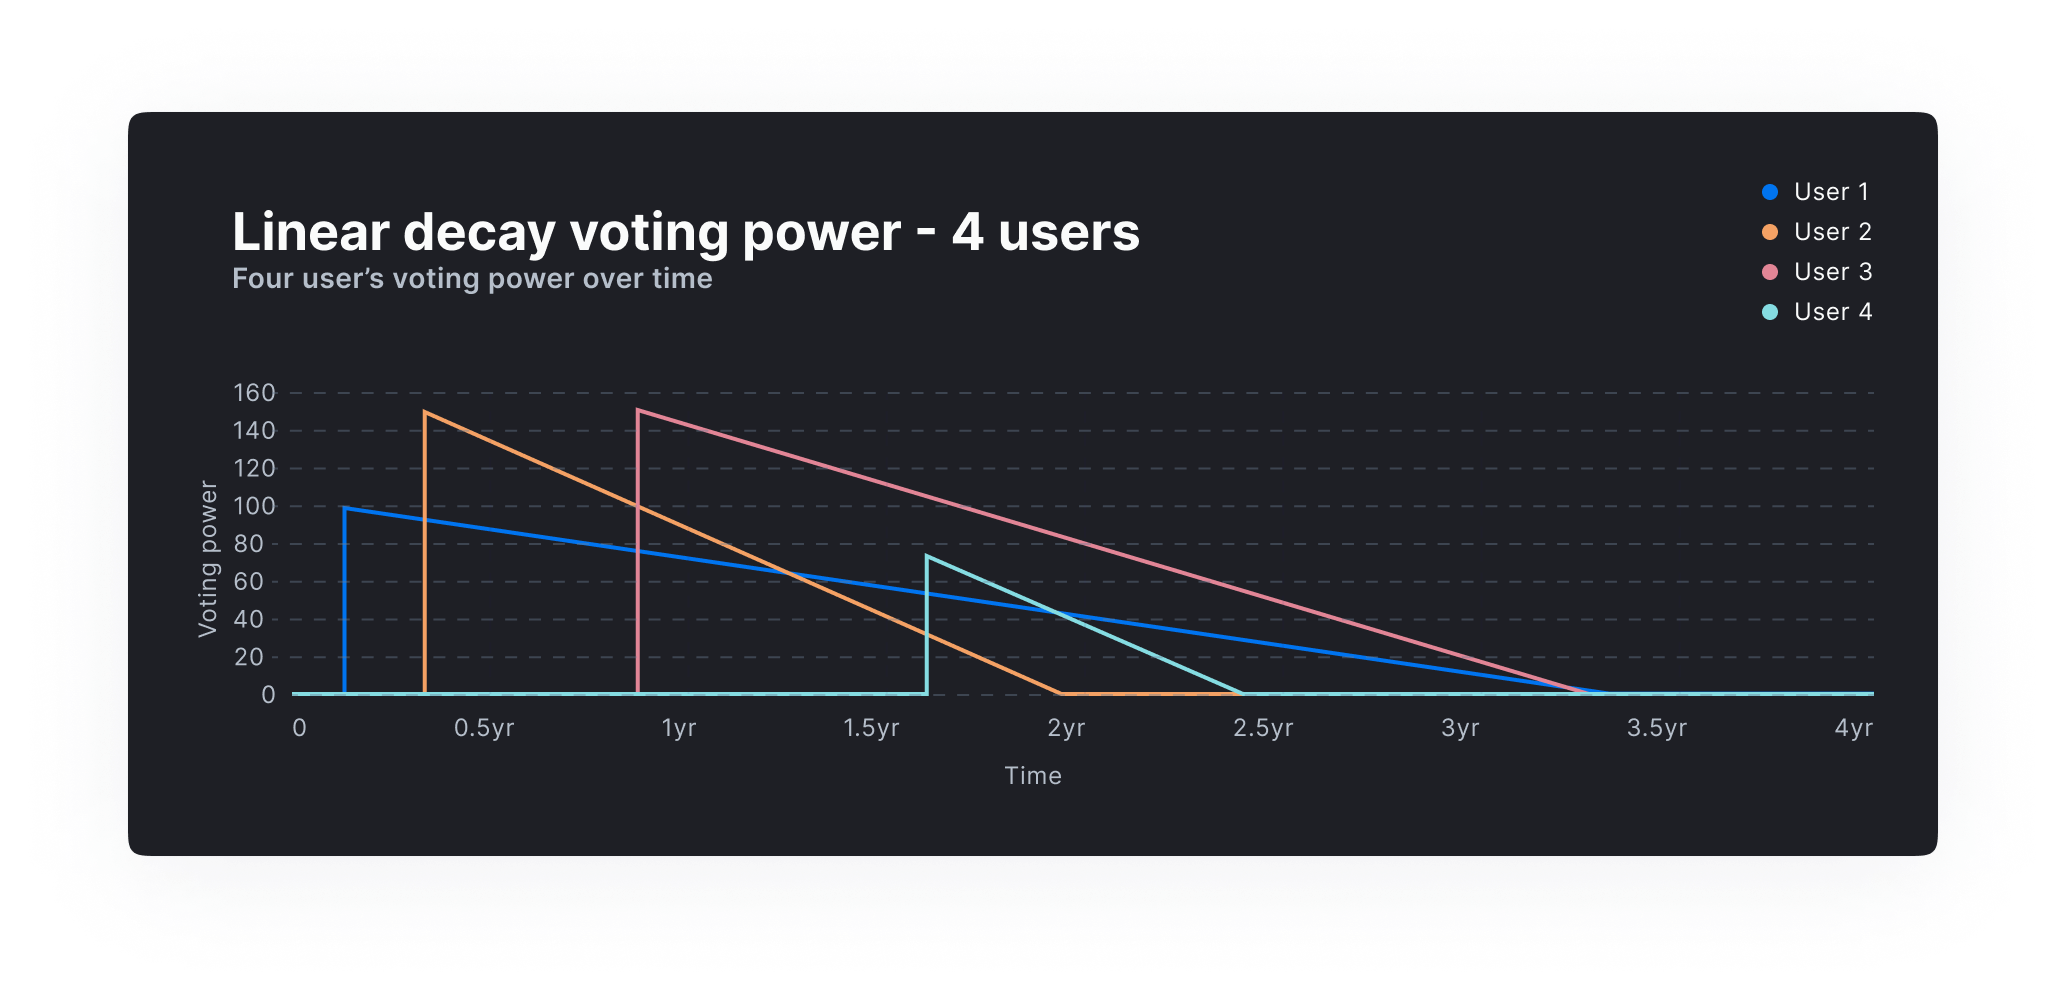 Linear decay voting power - 4 users
Four user’s voting power over time
User 1
User 2
User 3
User 4
Voting power
160
140
120
100
80
60
40
20
0
0 0.5yr 1yr 1.5yr 2yr 2.5yr 3yr 3.5yr 4yr
Time